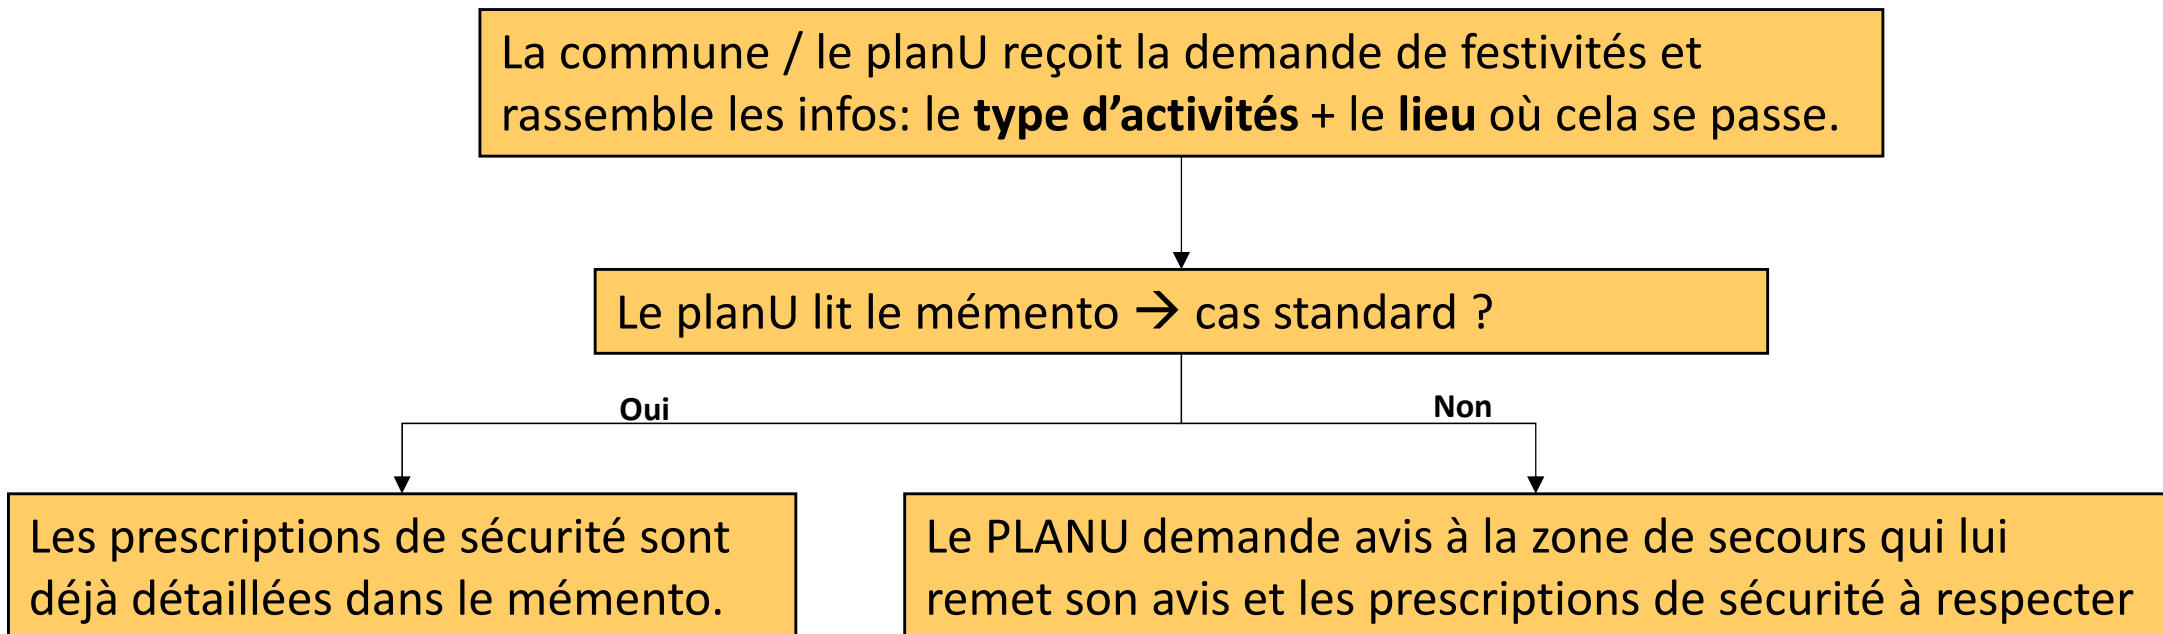 La commune / le planU reçoit la demande de festivités et
rassemble les infos: le type d’activités + le lieu où cela se passe.
Le planU lit le mémento → cas standard ?
Oui
Non
Les prescriptions de sécurité sont
déjà détaillées dans le mémento.
Le PLANU demande avis à la zone de secours qui lui
remet son avis et les prescriptions de sécurité à respecter